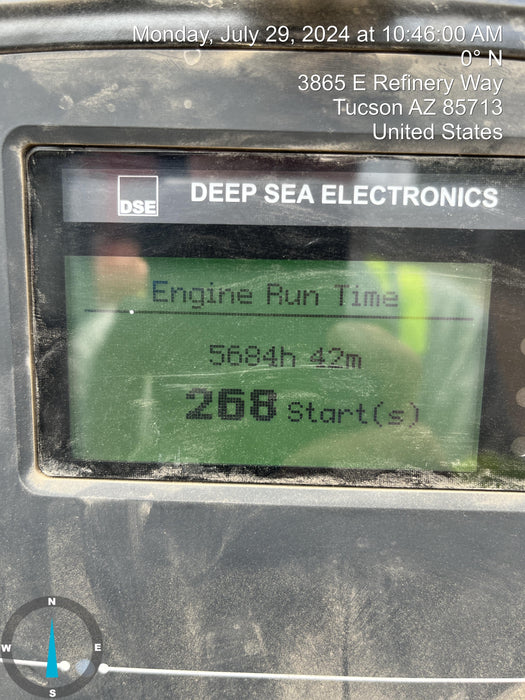 Monday, July 29, 2024 at 10:46:00 AM
0° N
3865 E Refinery Way
Tucson AZ 85713
United States
DSE
DEEP SEA ELECTRONICS
Engine Run Time
5684h 42m
268 Start(s)
N
W E
S